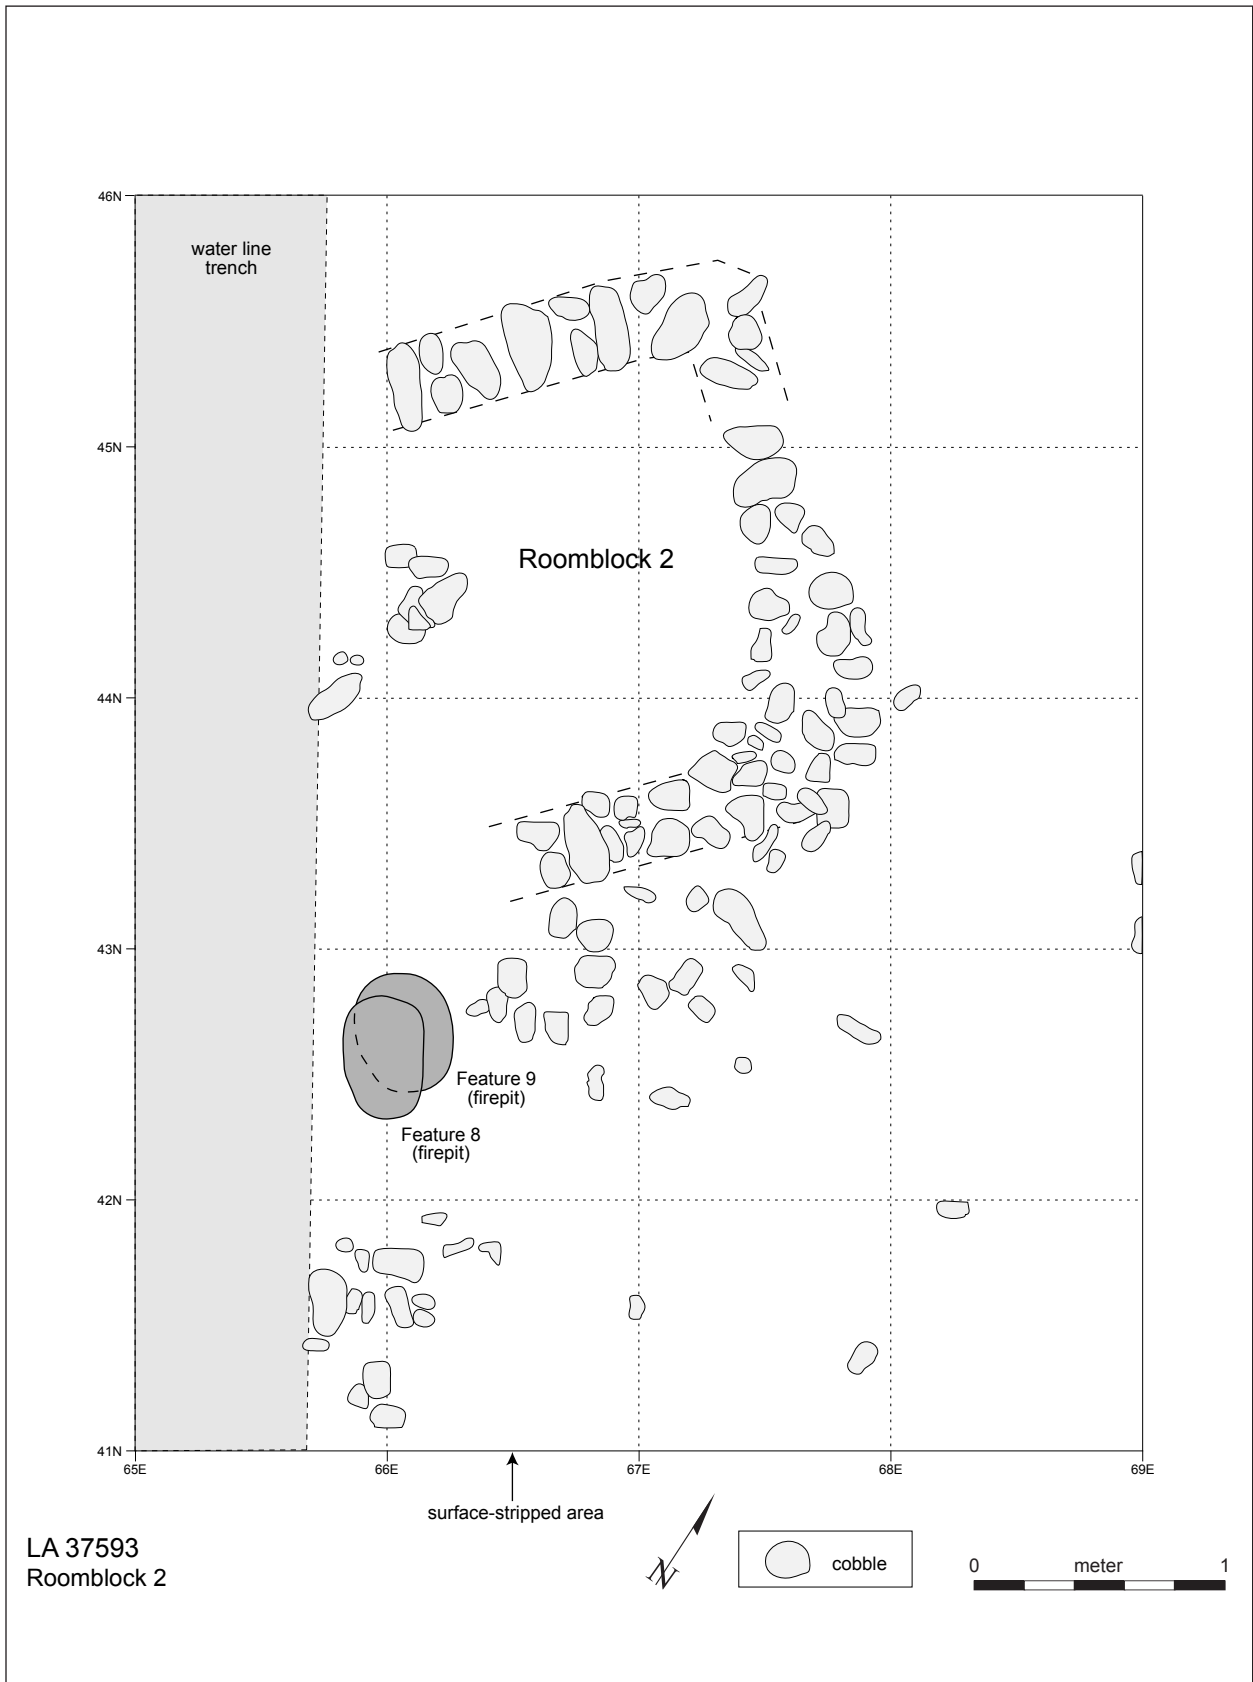 46N
water line
trench
45N
Roomblock 2
44N
43N
Feature 9
(firepit)
Feature 8
(firepit)
42N
41N
65E
66E
67E
68E
69E
surface-stripped area
LA 37593
Roomblock 2
N
cobble
0
meter
1